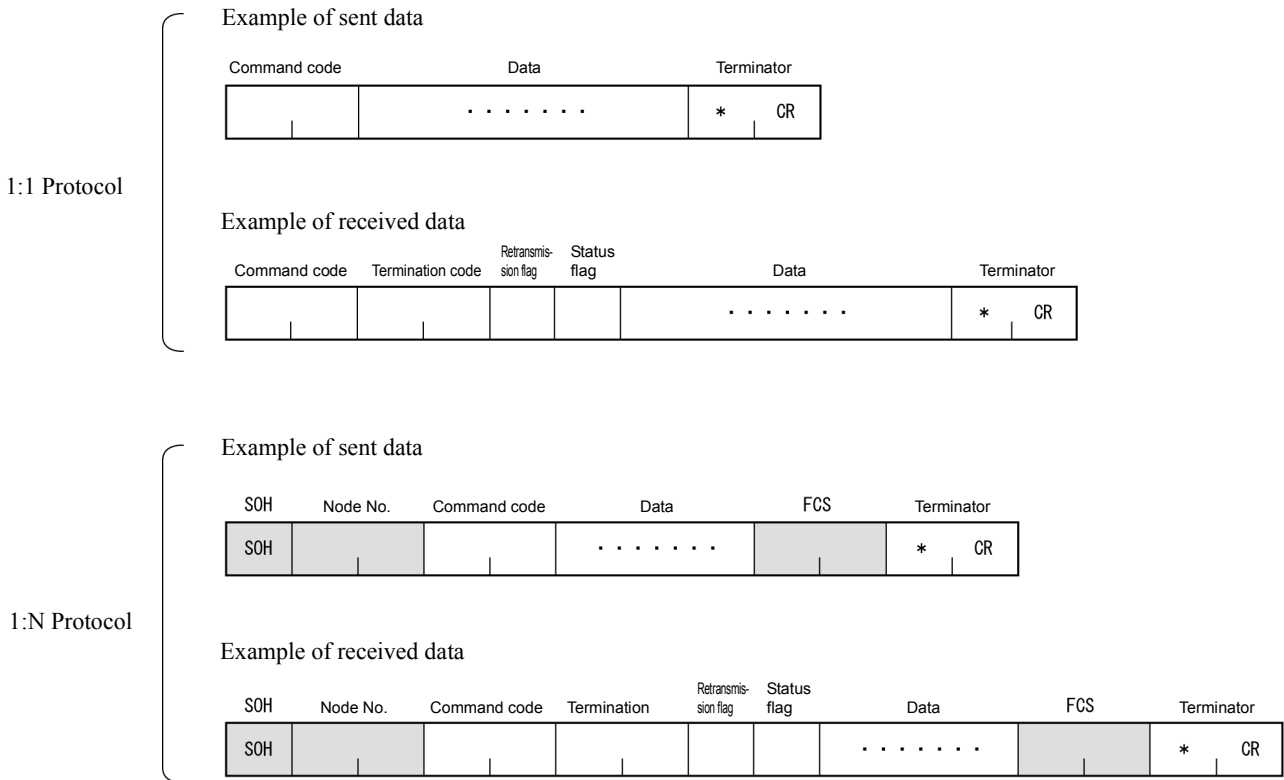 Example of sent data
Command code Data Terminator
· · · · · · · * CR
1:1 Protocol
Example of received data
Command code Termination code Retransmis-
sion flag Status
flag Data Terminator
· · · · · · · * CR
Example of sent data
SOH Node No. Command code Data FCS Terminator
SOH · · · · · · · * CR
1:N Protocol
Example of received data
SOH Node No. Command code Termination Retransmis-
sion flag Status
flag Data FCS Terminator
SOH · · · · · · · * CR